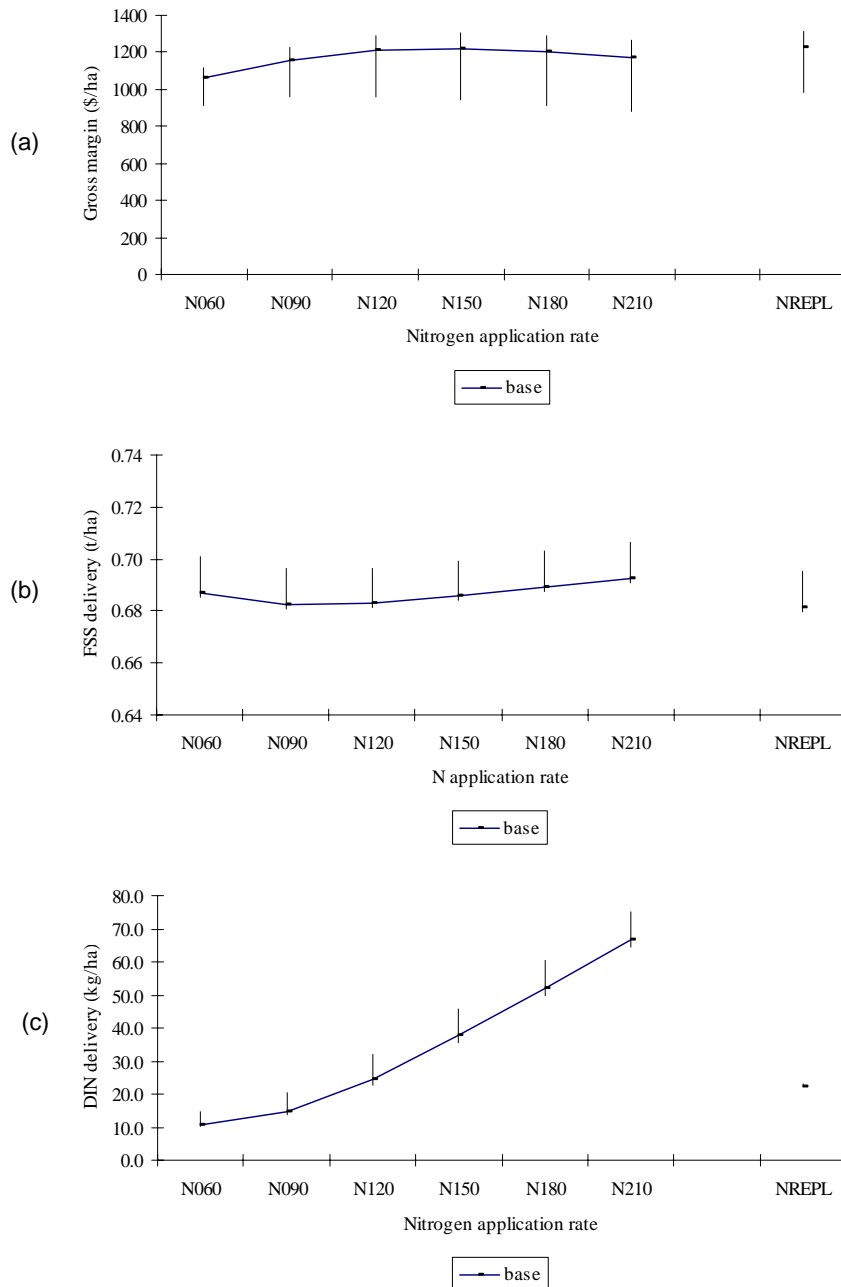 (a)
Gross margin ($/ha)
1400
1200
1000
800
600
400
200
0
N060 N090 N120 N150 N180 N210 NREPL
Nitrogen application rate
base
(b)
FSS delivery (t/ha)
0.74
0.72
0.70
0.68
0.66
0.64
N060 N090 N120 N150 N180 N210 NREPL
N application rate
base
(c)
DIN delivery (kg/ha)
80.0
70.0
60.0
50.0
40.0
30.0
20.0
10.0
0.0
N060 N090 N120 N150 N180 N210 NREPL
Nitrogen application rate
base